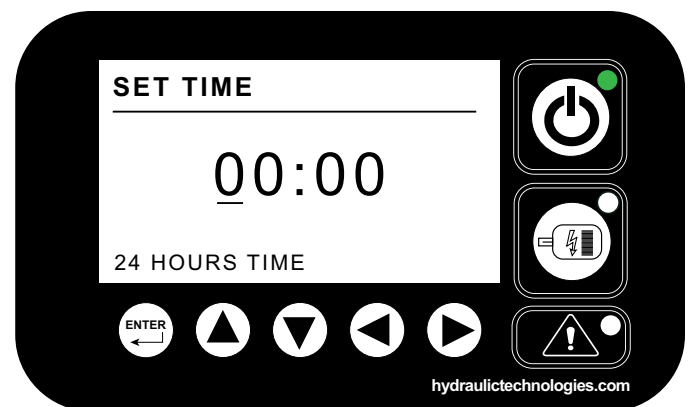 SET TIME
00:00
24 HOURS TIME
ENTER
hydraulictechnologies.com